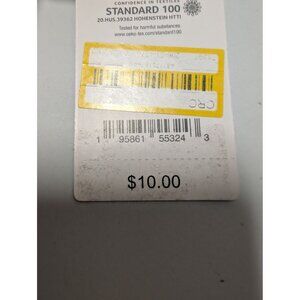 CONFIDENCE IN TEXTILES
STANDARD 100
20.HUS.39362 HOHENSTEIN HTTI
Tested for harmful substances
www.oeko-tex.com/standard100
CRC
1 95861 55324 3
$10.00